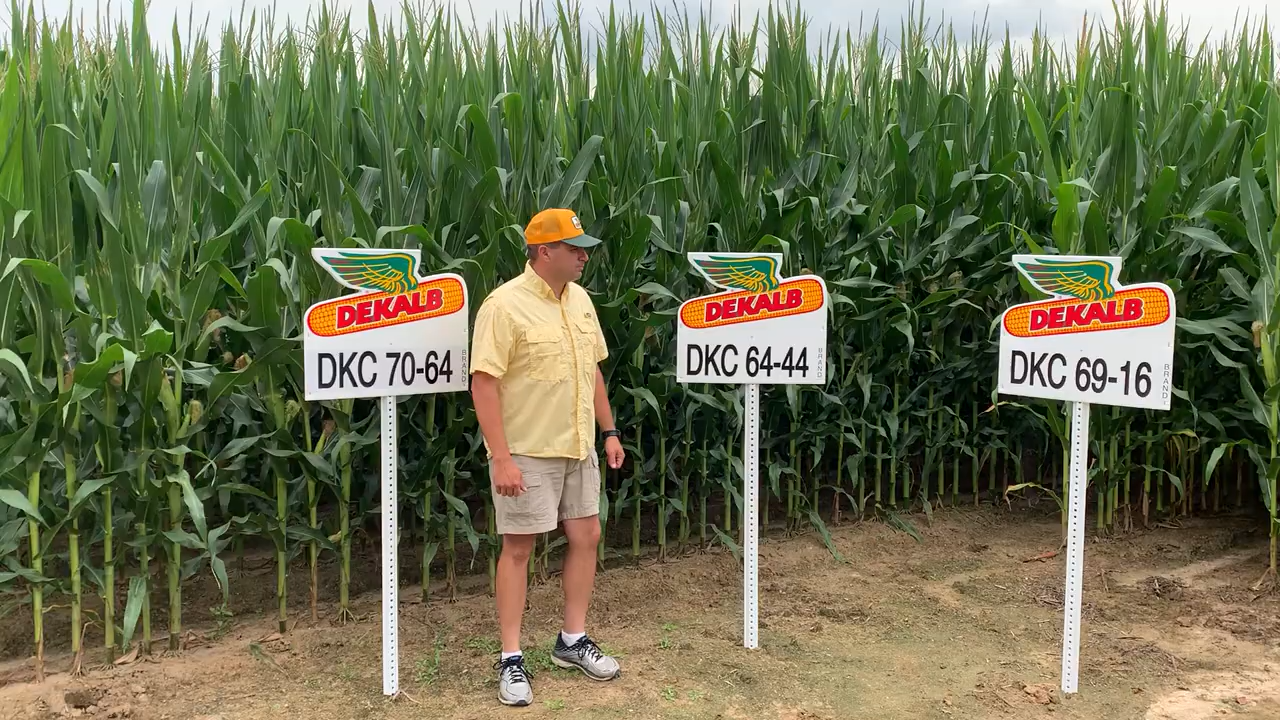 DEKALB
DKC 70-64
BRAND
DEKALB
DKC 64-44
BRAND
DEKALB
DKC 69-16
BRAND